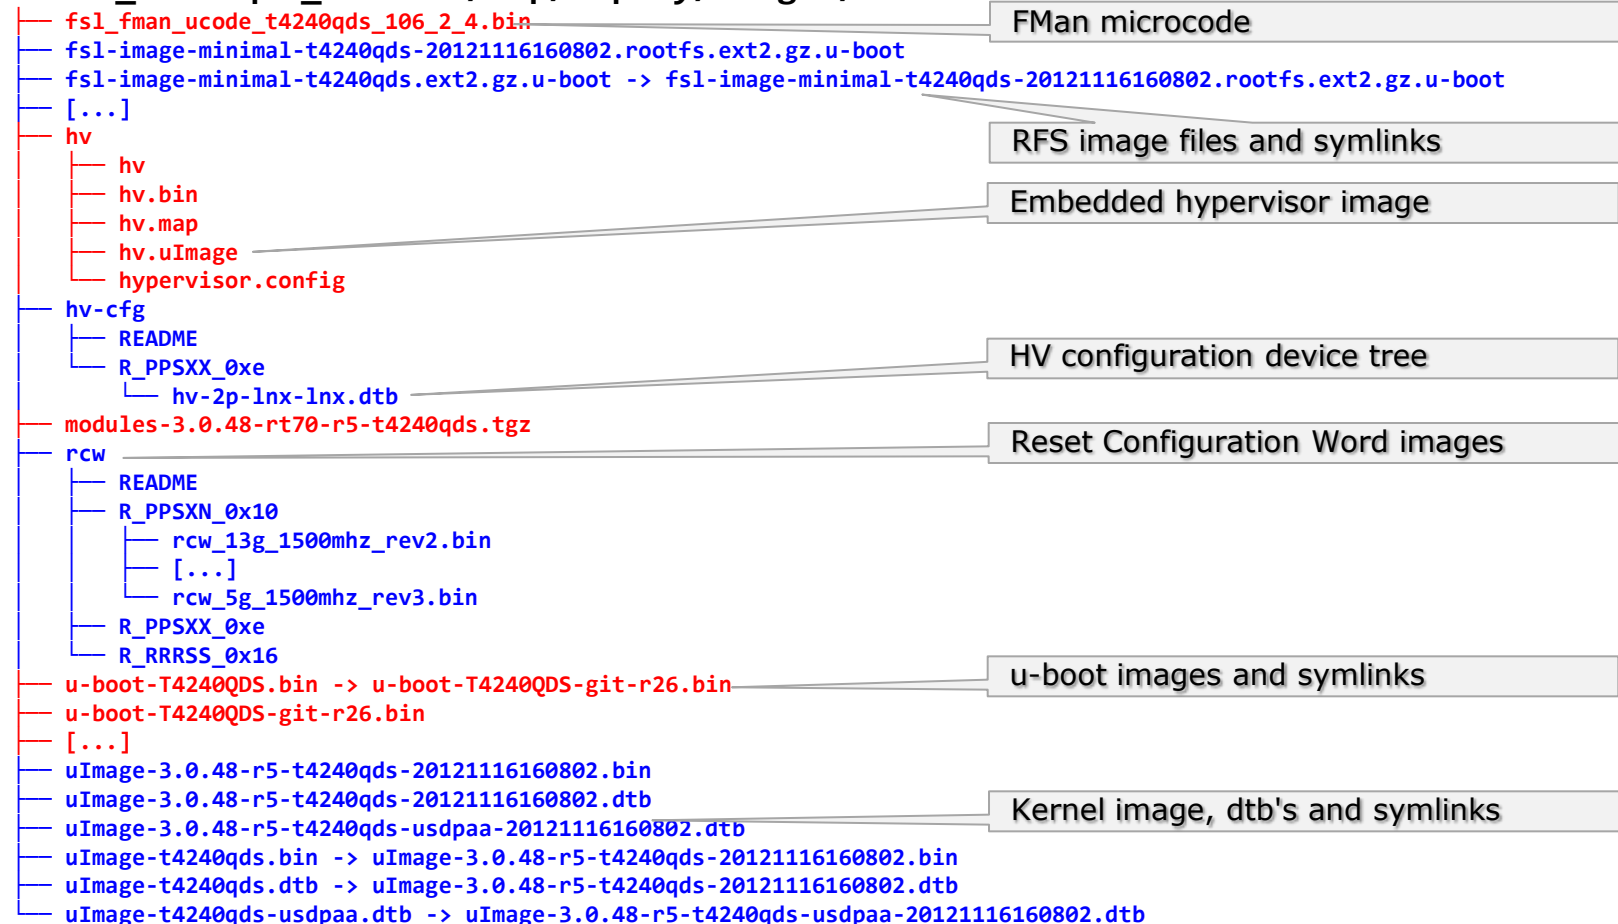 ├── fsl_fman_ucode_t4240qds_106_2_4.bin
FMan microcode
├── fsl-image-minimal-t4240qds-20121116160802.rootfs.ext2.gz.u-boot
├── fsl-image-minimal-t4240qds.ext2.gz.u-boot -> fsl-image-minimal-t4240qds-20121116160802.rootfs.ext2.gz.u-boot
├── [...]
RFS image files and symlinks
├── hv
│   ├── hv
│   ├── hv.bin
Embedded hypervisor image
│   ├── hv.map
│   ├── hv.uImage
│   └── hypervisor.config
├── hv-cfg
│   ├── README
│   └── R_PPSXX_0xe
HV configuration device tree
│       └── hv-2p-lnx-lnx.dtb
├── modules-3.0.48-rt70-r5-t4240qds.tgz
├── rcw
Reset Configuration Word images
│   ├── README
│   ├── R_PPSXN_0x10
│   │   ├── rcw_13g_1500mhz_rev2.bin
│   │   ├── [...]
│   │   └── rcw_5g_1500mhz_rev3.bin
│   ├── R_PPSXX_0xe
│   └── R_RRRSS_0x16
├── u-boot-T4240QDS.bin -> u-boot-T4240QDS-git-r26.bin
u-boot images and symlinks
├── u-boot-T4240QDS-git-r26.bin
├── [...]
├── uImage-3.0.48-r5-t4240qds-20121116160802.bin
├── uImage-3.0.48-r5-t4240qds-20121116160802.dtb
├── uImage-3.0.48-r5-t4240qds-usdpaa-20121116160802.dtb
Kernel image, dtb's and symlinks
├── uImage-t4240qds.bin -> uImage-3.0.48-r5-t4240qds-20121116160802.bin
├── uImage-t4240qds.dtb -> uImage-3.0.48-r5-t4240qds-20121116160802.dtb
└── uImage-t4240qds-usdpaa.dtb -> uImage-3.0.48-r5-t4240qds-usdpaa-20121116160802.dtb